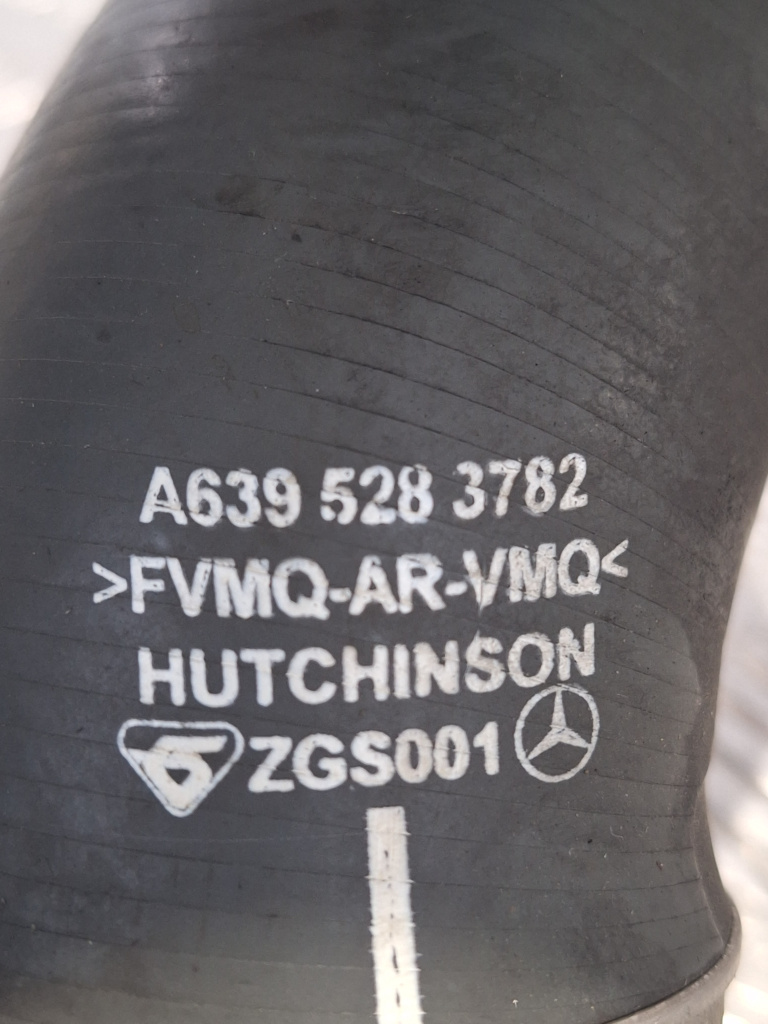 A639 528 3782
>FVMQ-AR-VMQ<
HUTCHINSON
ZGS001